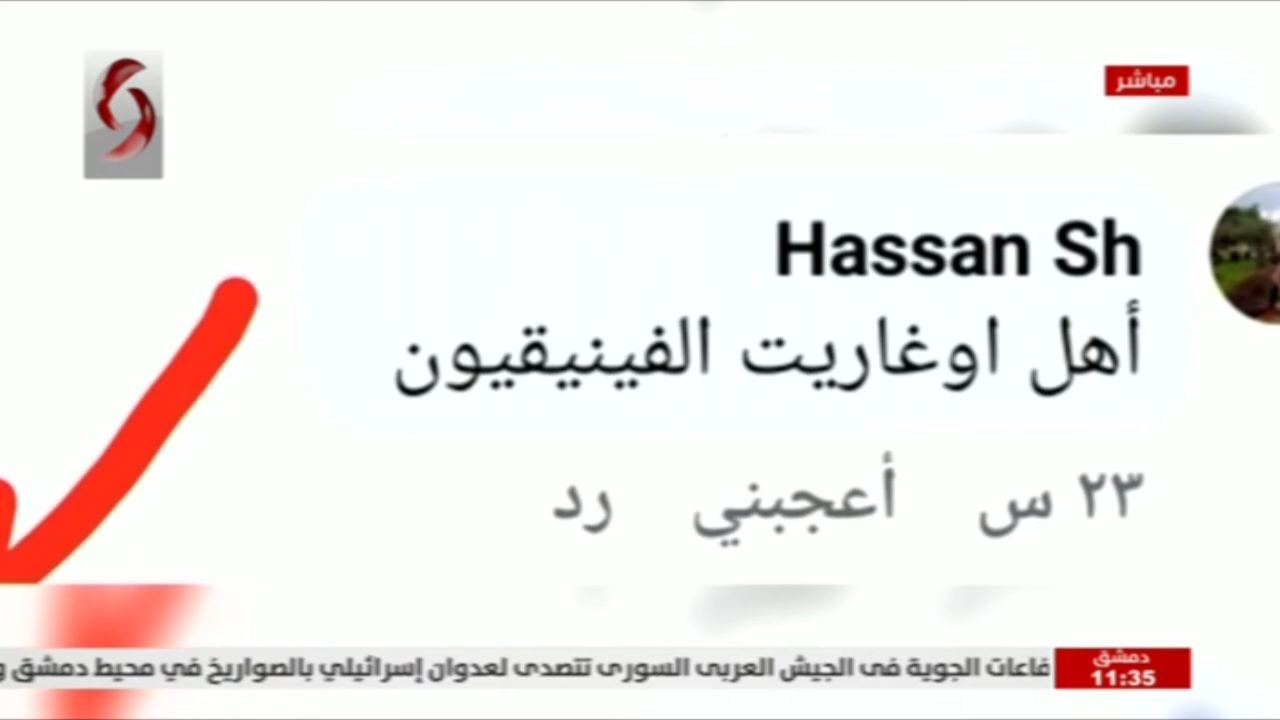 مباشر
Hassan Sh
أهل اوغاريت الفينيقيون
٢٣ س أعجبني رد
دمشق
11:35
فاعات الجوية في الجيش العربي السوري تتصدى لعدوان إسرائيلي بالصواريخ في محيط دمشق و